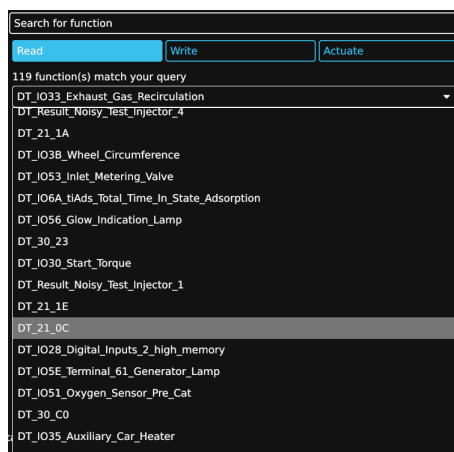 Search for function
Read
Write
Actuate
119 function(s) match your query
DT_IO33_Exhaust_Gas_Recirculation
DT_Result_Noisy_Test_Injector_4
DT_21_1A
DT_IO3B_Wheel_Circumference
DT_IO53_Inlet_Metering_Valve
DT_IO6A_tiAds_Total_Time_In_State_Adsorption
DT_IO56_Glow_Indication_Lamp
DT_30_23
DT_IO30_Start_Torque
DT_Result_Noisy_Test_Injector_1
DT_21_1E
DT_21_0C
DT_IO28_Digital_Inputs_2_high_memory
DT_IO5E_Terminal_61_Generator_Lamp
DT_IO51_Oxygen_Sensor_Pre_Cat
DT_30_C0
DT_IO35_Auxiliary_Car_Heater